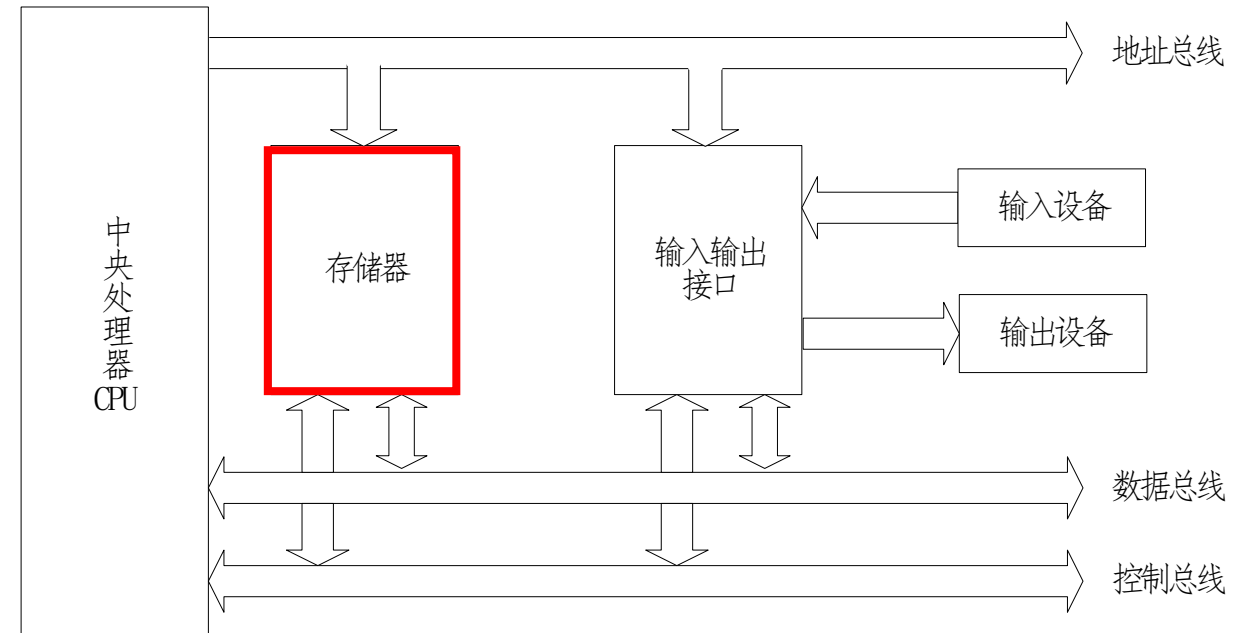 地址总线
中
央
处
理
器
CPU
存储器
输入输出
接口
输入设备
输出设备
数据总线
控制总线